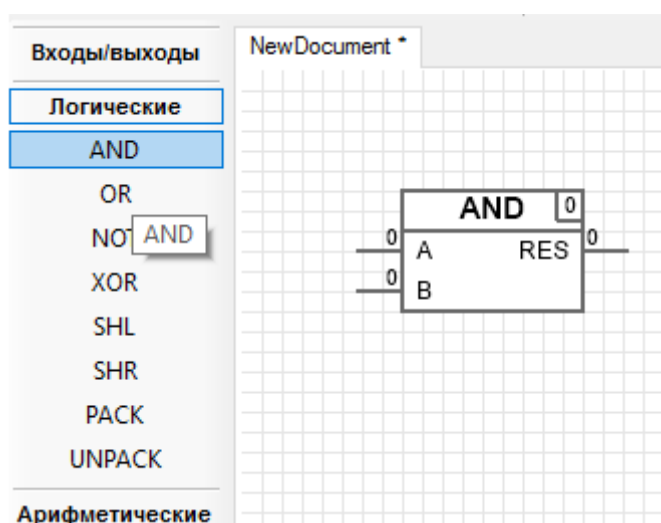 Входы/выходы
NewDocument *
Логические
AND
OR
NOT
AND
XOR
SHL
SHR
PACK
UNPACK
Арифметические
AND 0
0 A RES 0
0 B